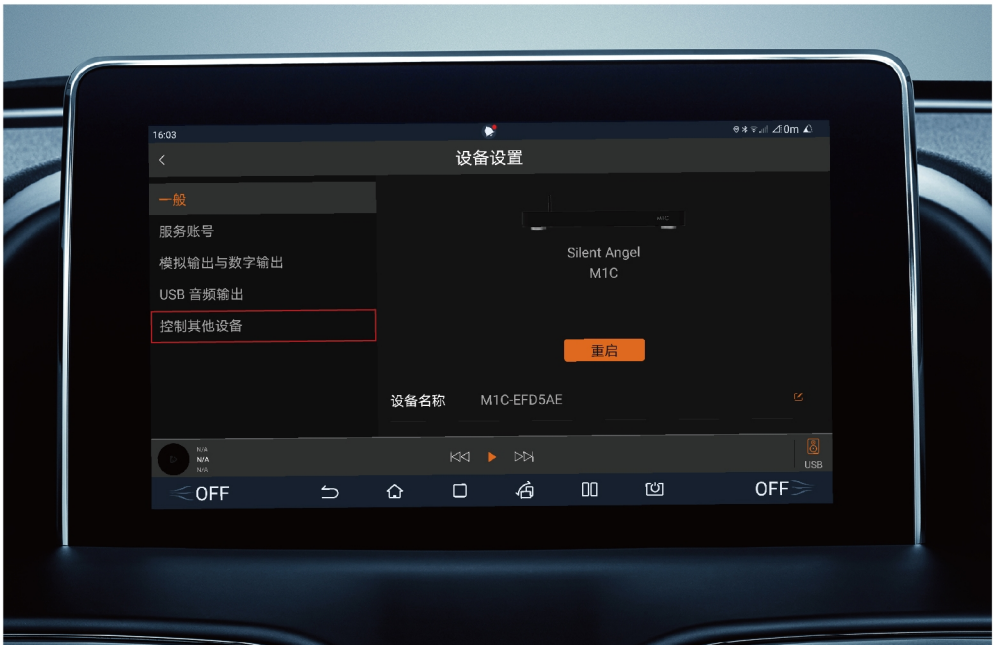 16:03
0m
设备设置
一般
服务账号
模拟输出与数字输出
USB 音频输出
控制其他设备
M1C
Silent Angel
M1C
重启
设备名称 M1C-EFD5AE
N/A
N/A
N/A
USB
OFF
OFF